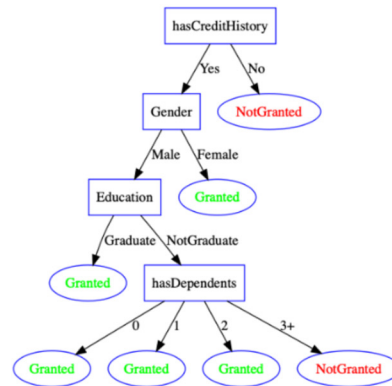 hasCreditHistory
Yes No
Gender NotGranted
Male Female
Education Granted
Graduate NotGraduate
Granted hasDependents
0 1 2 3+
Granted Granted Granted NotGranted